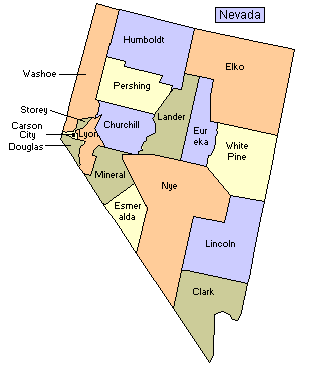 Nevada
Humboldt
Elko
Washoe
Pershing
Storey
Lander
Carson
City
Lyon
Churchill
Eur
eka
Douglas
White
Pine
Mineral
Nye
Esmer
alda
Lincoln
Clark